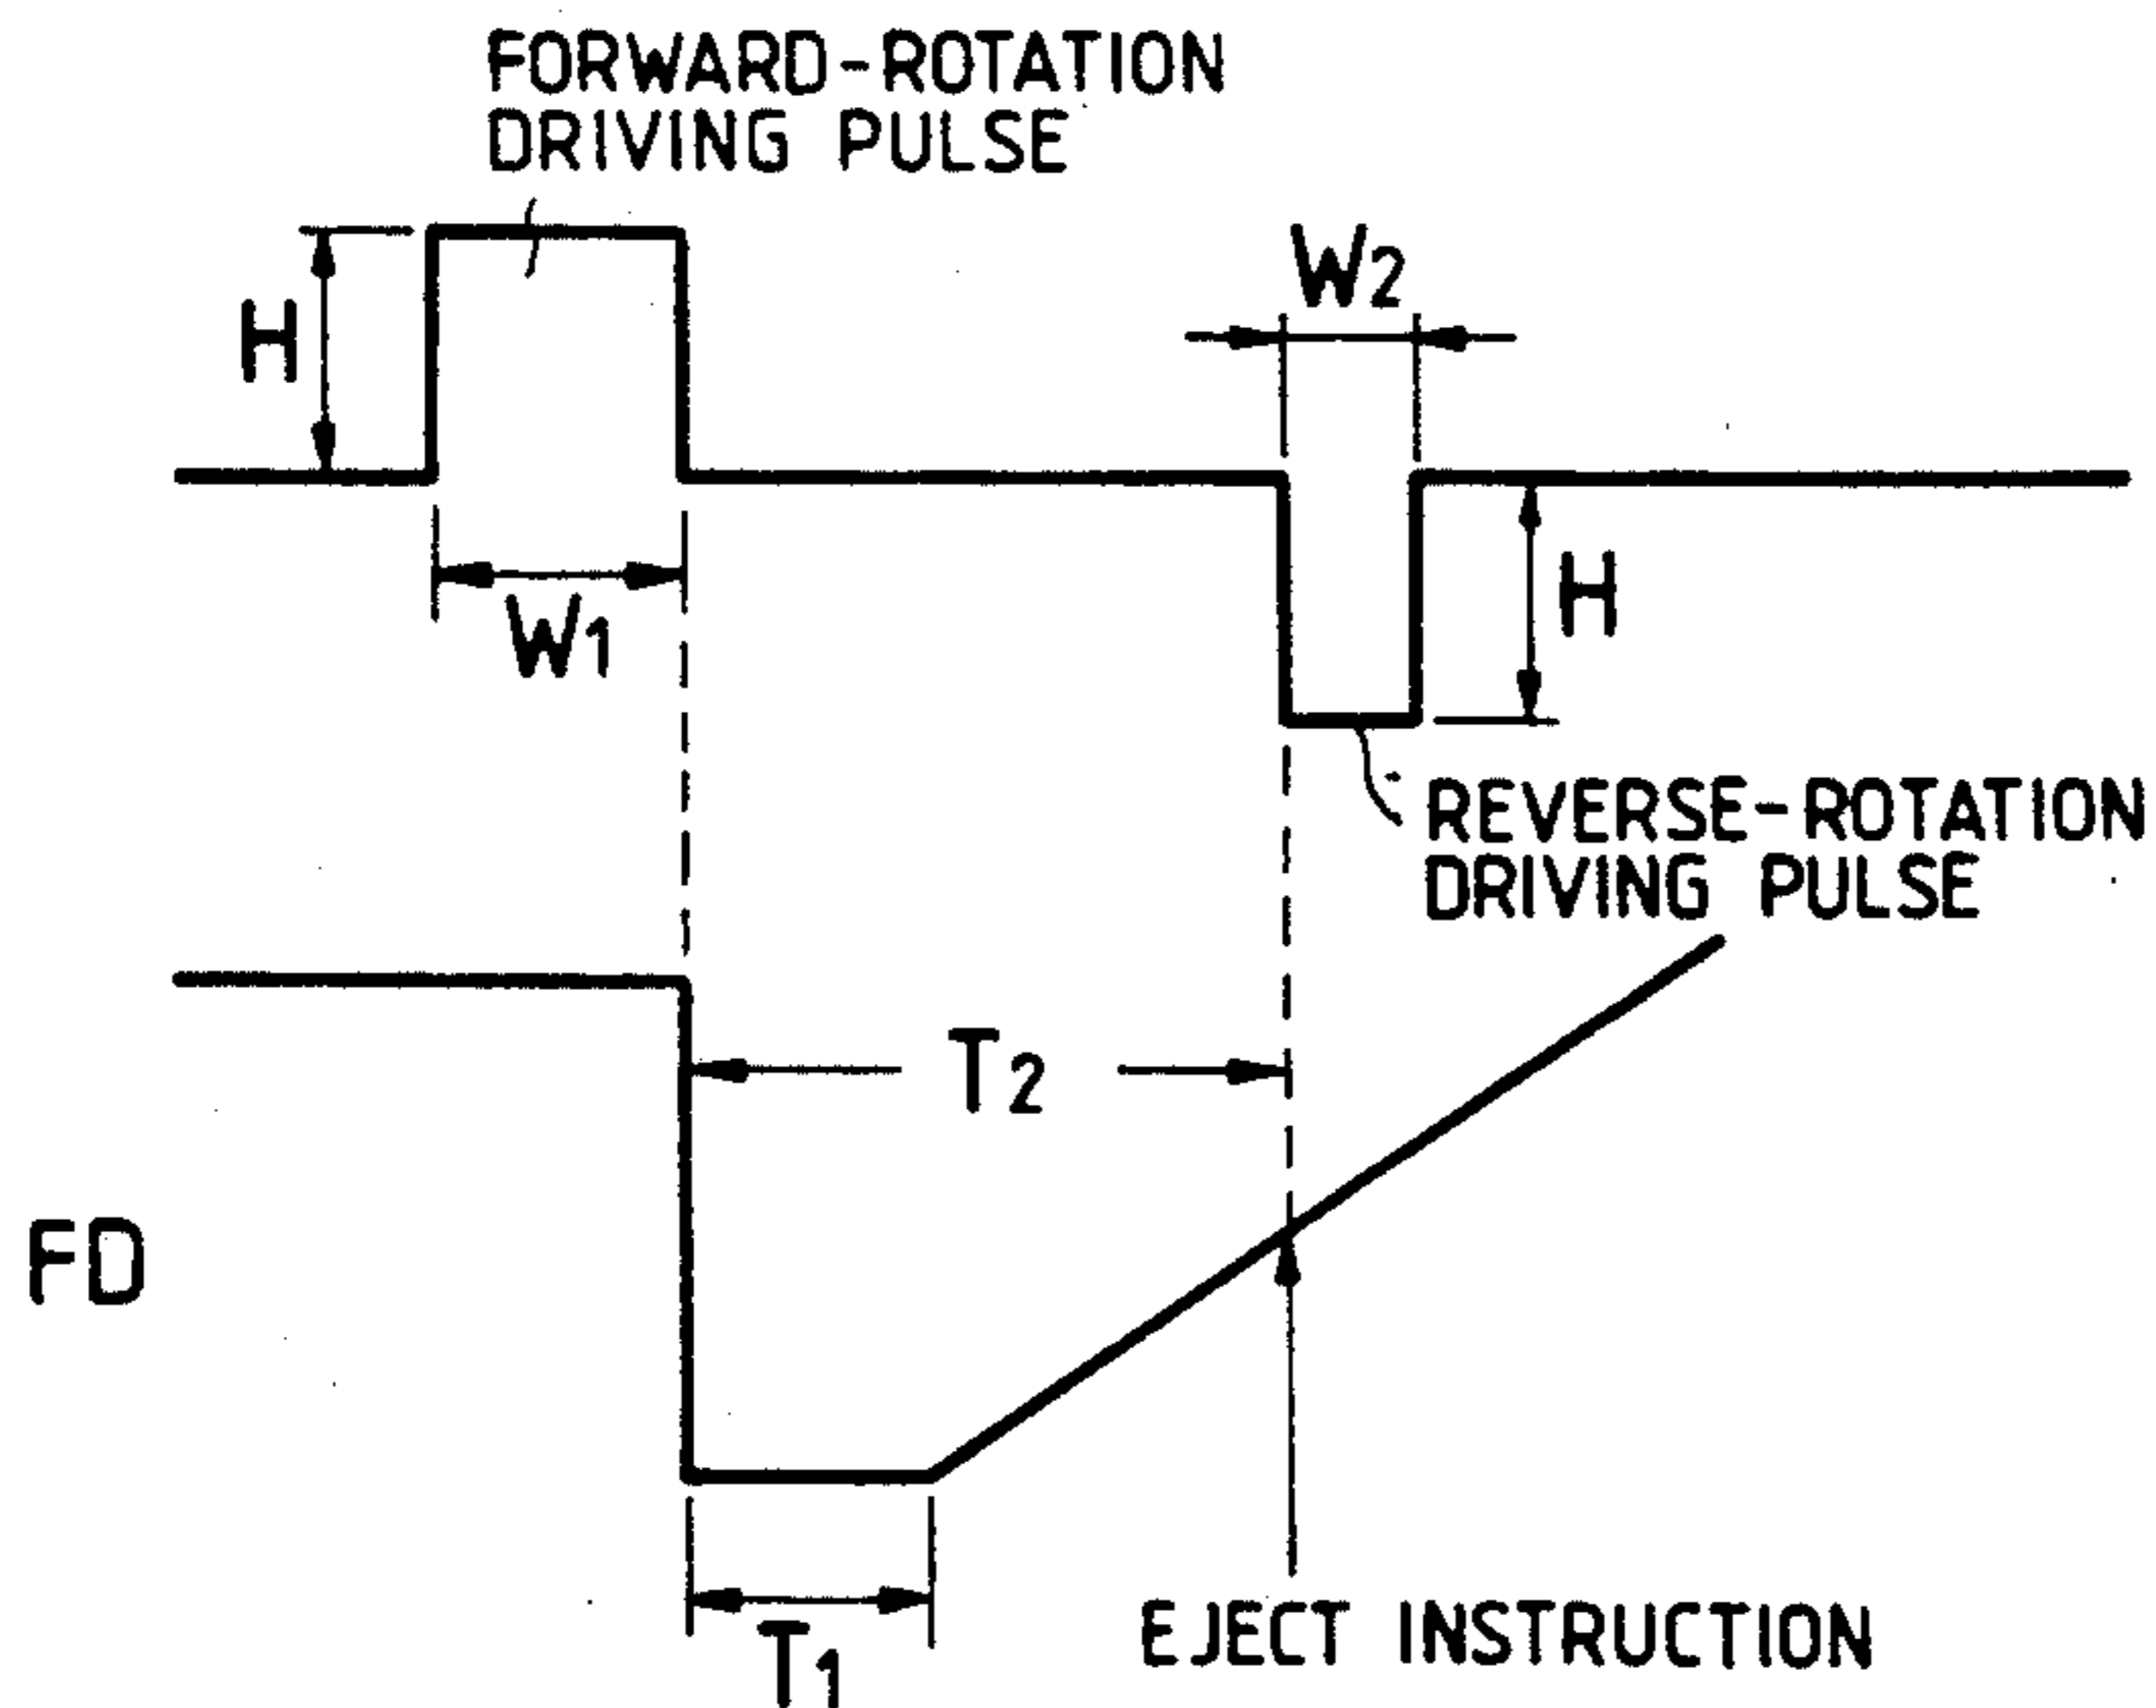 FORWARD-ROTATION
DRIVING PULSE
H
W2
W1
H
REVERSE-ROTATION
DRIVING PULSE
T2
FD
EJECT INSTRUCTION
T1